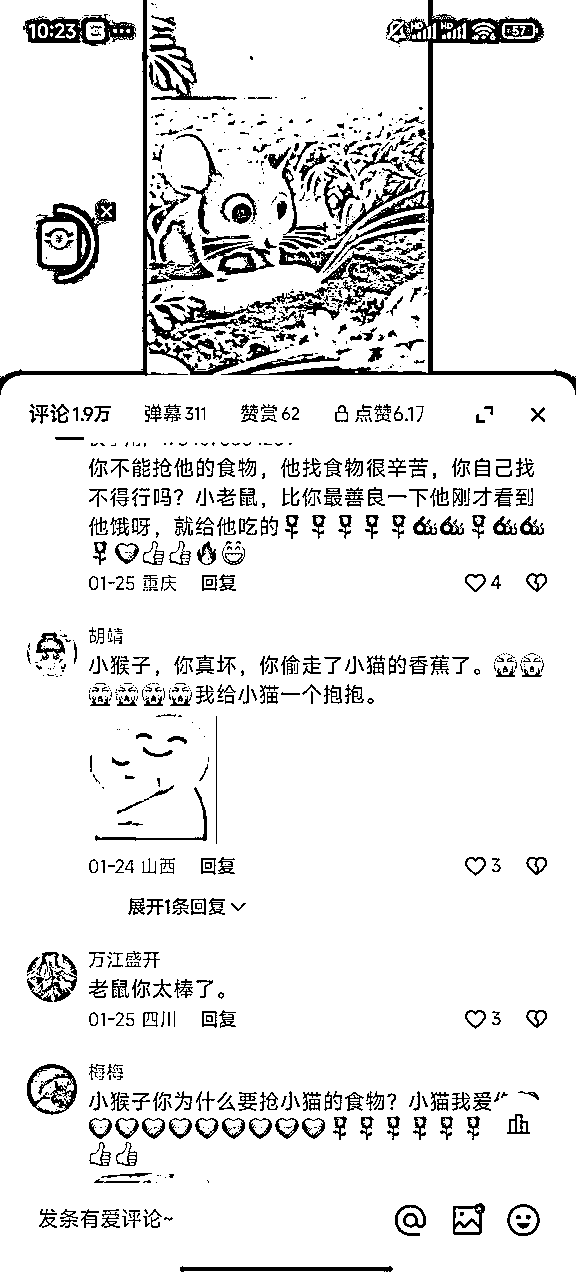 10:23
57
评论1.9万 弹幕311 赞赏62 点赞6.1万
你不能抢他的食物，他找食物很辛苦，你自己找
不得行吗？小老鼠，比你最善良一下他刚才看到
他饿呀，就给他吃的🌷🌷🌷🌷🌷💪💪🌷💪💪
🌷❤👍👍🔥😄
01-25 重庆 回复 4
胡靖
小猴子，你真坏，你偷走了小猫的香蕉了。😱😱
😱😱😱😱我给小猫一个抱抱。
01-24 山西 回复 3
展开1条回复
万江盛开
老鼠你太棒了。
01-25 四川 回复 3
梅梅
小猴子你为什么要抢小猫的食物？小猫我爱
❤❤❤❤❤❤❤❤❤🌷🌷🌷🌷🌷🌷
👍👍
发条有爱评论~